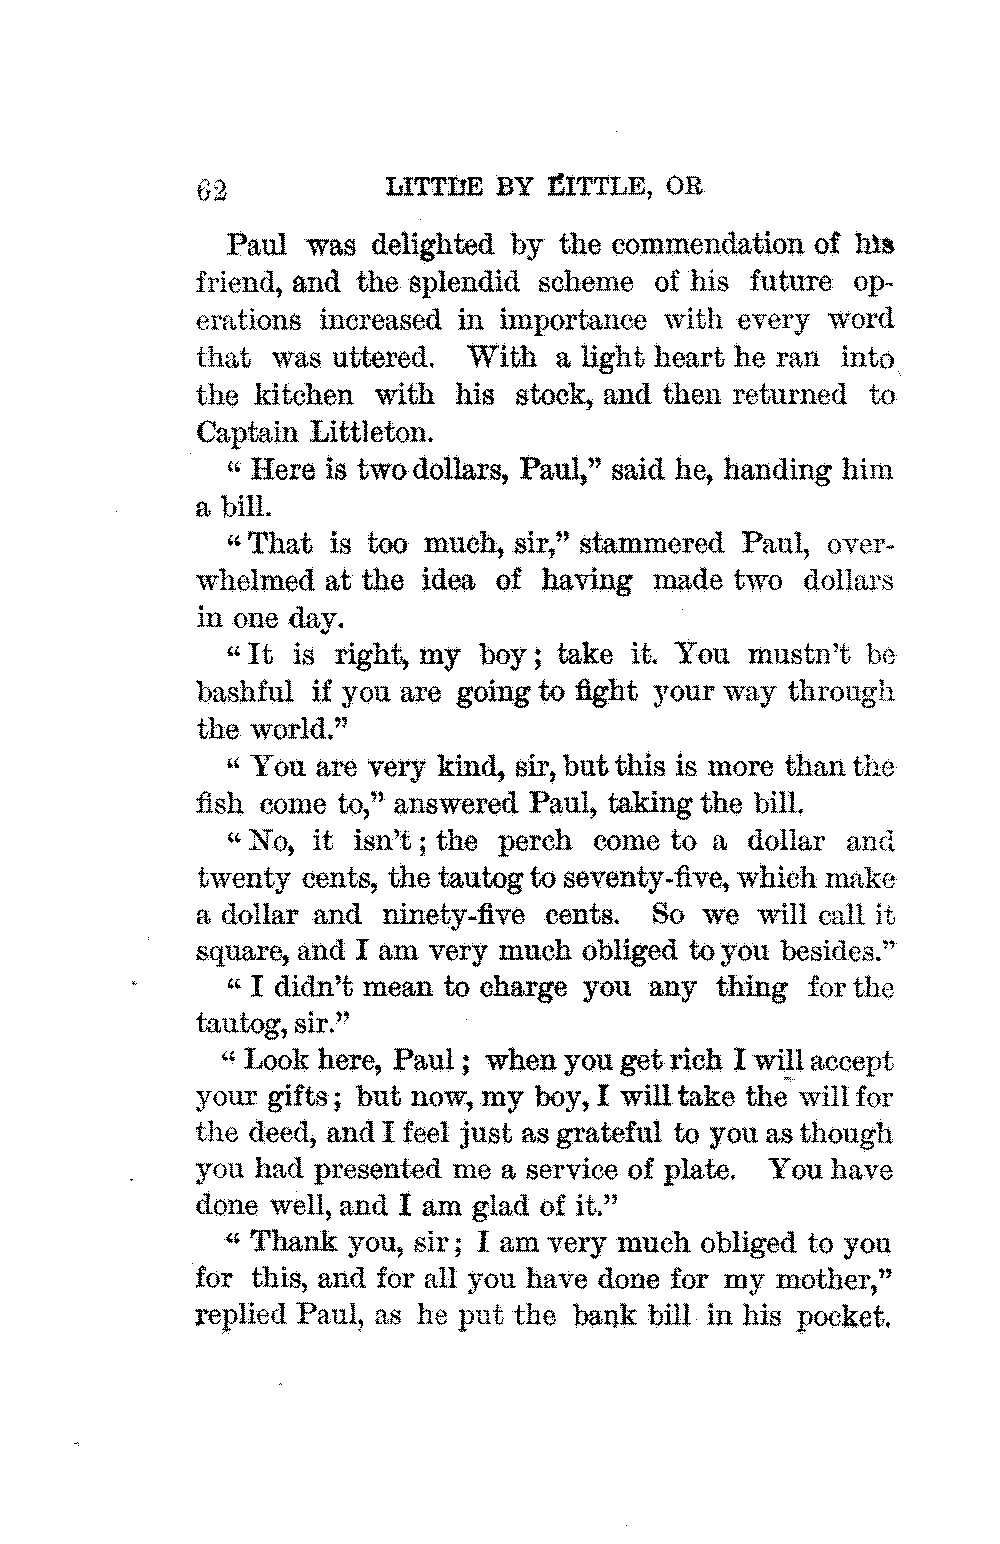 62 LITTLE BY LITTLE, OR
Paul was delighted by the commendation of his
friend, and the splendid scheme of his future op-
erations increased in importance with every word
that was uttered. With a light heart he ran into
the kitchen with his stock, and then returned to
Captain Littleton.
“ Here is two dollars, Paul,” said he, handing him
a bill.
“ That is too much, sir,” stammered Paul, over-
whelmed at the idea of having made two dollars
in one day.
“ It is right, my boy ; take it. You mustn’t be
bashful if you are going to fight your way through
the world.”
“ You are very kind, sir, but this is more than the
fish come to,” answered Paul, taking the bill.
“ No, it isn’t ; the perch come to a dollar and
twenty cents, the tautog to seventy-five, which make
a dollar and ninety-five cents. So we will call it
square, and I am very much obliged to you besides.”
“ I didn’t mean to charge you any thing for the
tautog, sir.”
“ Look here, Paul ; when you get rich I will accept
your gifts ; but now, my boy, I will take the will for
the deed, and I feel just as grateful to you as though
you had presented me a service of plate. You have
done well, and I am glad of it.”
“ Thank you, sir ; I am very much obliged to you
for this, and for all you have done for my mother,”
replied Paul, as he put the bank bill in his pocket.